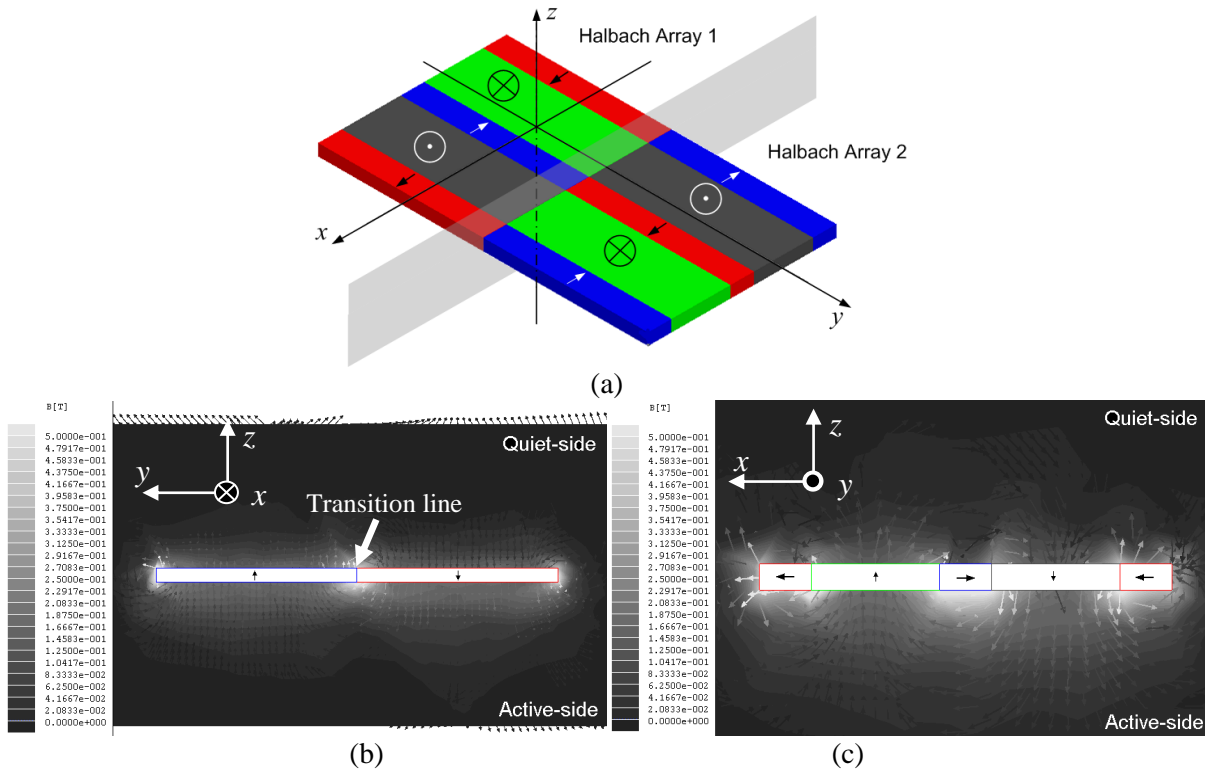 z
Halbach Array 1
Halbach Array 2
x
y
(a)
B[T]
5.0000e-001
4.7917e-001
4.5833e-001
4.3750e-001
4.1667e-001
3.9583e-001
3.7500e-001
3.5417e-001
3.3333e-001
3.1250e-001
2.9167e-001
2.7083e-001
2.5000e-001
2.2917e-001
2.0833e-001
1.8750e-001
1.6667e-001
1.4583e-001
1.2500e-001
1.0417e-001
8.3333e-002
6.2500e-002
4.1667e-002
2.0833e-002
0.0000e+000
z
Quiet-side
y
x
Transition line
Active-side
(b)
B[T]
5.0000e-001
4.7917e-001
4.5833e-001
4.3750e-001
4.1667e-001
3.9583e-001
3.7500e-001
3.5417e-001
3.3333e-001
3.1250e-001
2.9167e-001
2.7083e-001
2.5000e-001
2.2917e-001
2.0833e-001
1.8750e-001
1.6667e-001
1.4583e-001
1.2500e-001
1.0417e-001
8.3333e-002
6.2500e-002
4.1667e-002
2.0833e-002
0.0000e+000
Quiet-side
z
x
y
Active-side
(c)